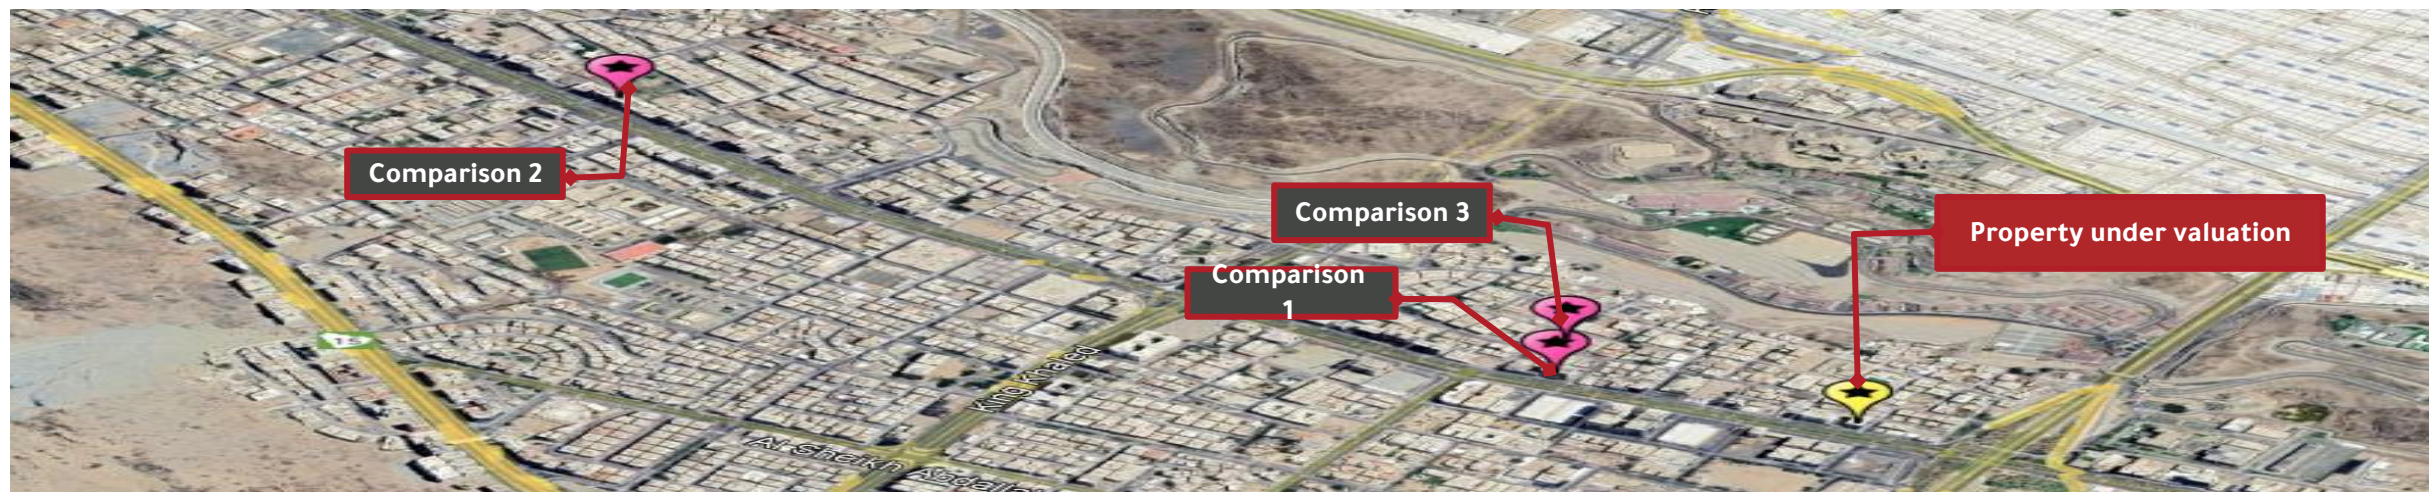 Comparison 2
Comparison 3
Property under valuation
Comparison
1
15
King Khaled
Al Sheikh Abdallah